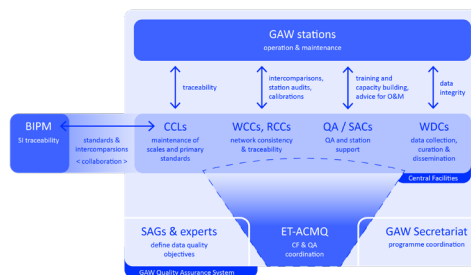 GAW stations
operation & maintenance
traceability
intercomparisons,
station audits,
calibrations
training and
capacity building,
advice for O&M
data
integrity
BIPM
SI traceability
standards &
intercomparsions
< collaboration >
CCLs
maintenance of
scales and primary
standards
WCCs, RCCs
network consistency
& traceability
QA / SACs
QA and station
support
WDCs
data collection,
curation &
dissemination
Central Facilities
SAGs & experts
define data quality
objectives
ET-ACMQ
CF & QA
coordination
GAW Secretariat
programme coordination
GAW Quality Assurance System